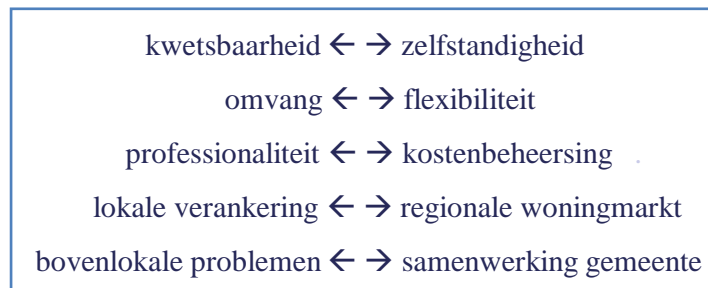 kwetsbaarheid ← → zelfstandigheid
omvang ← → flexibiliteit
professionaliteit ← → kostenbeheersing .
lokale verankering ← → regionale woningmarkt
bovenlokale problemen ← → samenwerking gemeente